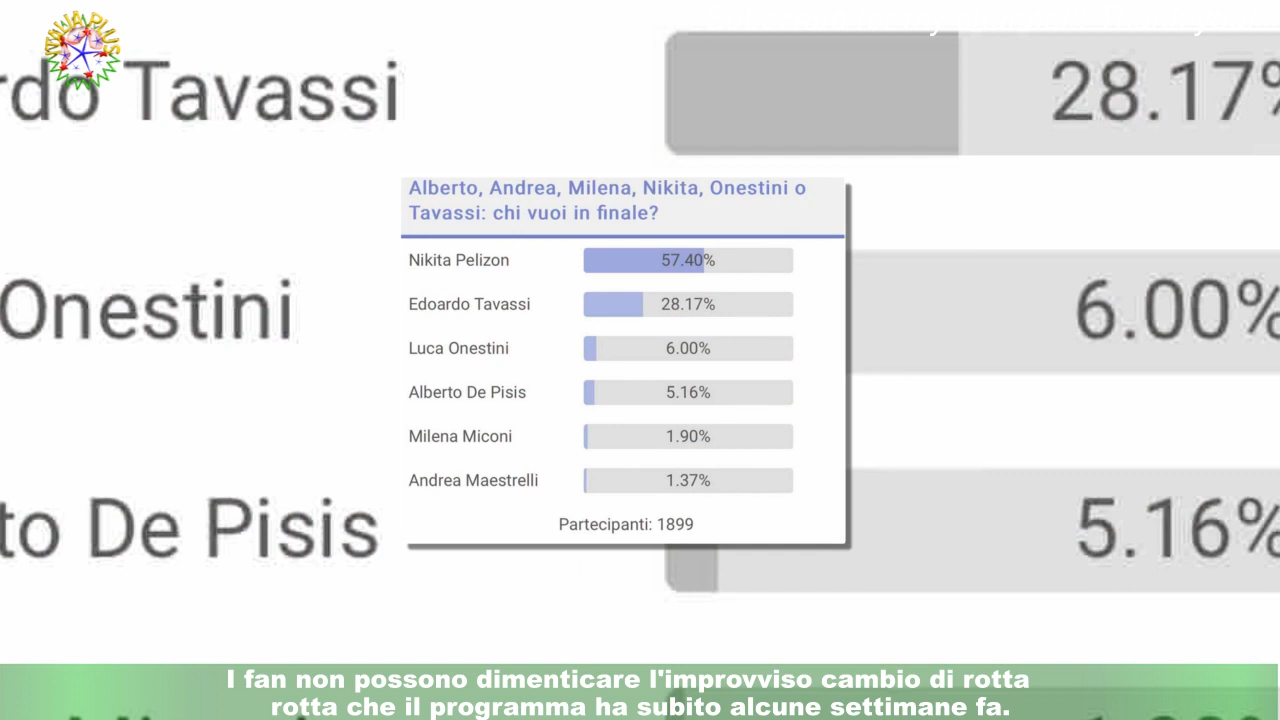 NINJA PLUS
rdo Tavassi
28.17%
Alberto, Andrea, Milena, Nikita, Onestini o
Tavassi: chi vuoi in finale?
Nikita Pelizon
57.40%
Edoardo Tavassi
28.17%
Luca Onestini
6.00%
Alberto De Pisis
5.16%
Milena Miconi
1.90%
Andrea Maestrelli
1.37%
Partecipanti: 1899
Onestini
6.00%
to De Pisis
5.16%
I fan non possono dimenticare l'improvviso cambio di rotta
rotta che il programma ha subito alcune settimane fa.